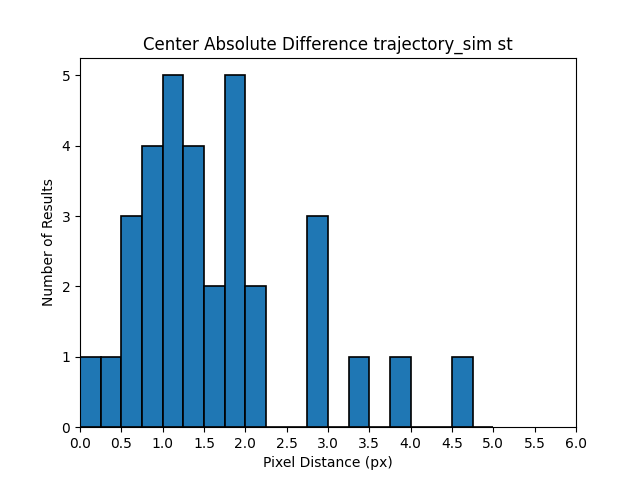 Center Absolute Difference trajectory_sim st
5
4
3
2
1
0
Number of Results
0.0 0.5 1.0 1.5 2.0 2.5 3.0 3.5 4.0 4.5 5.0 5.5 6.0
Pixel Distance (px)